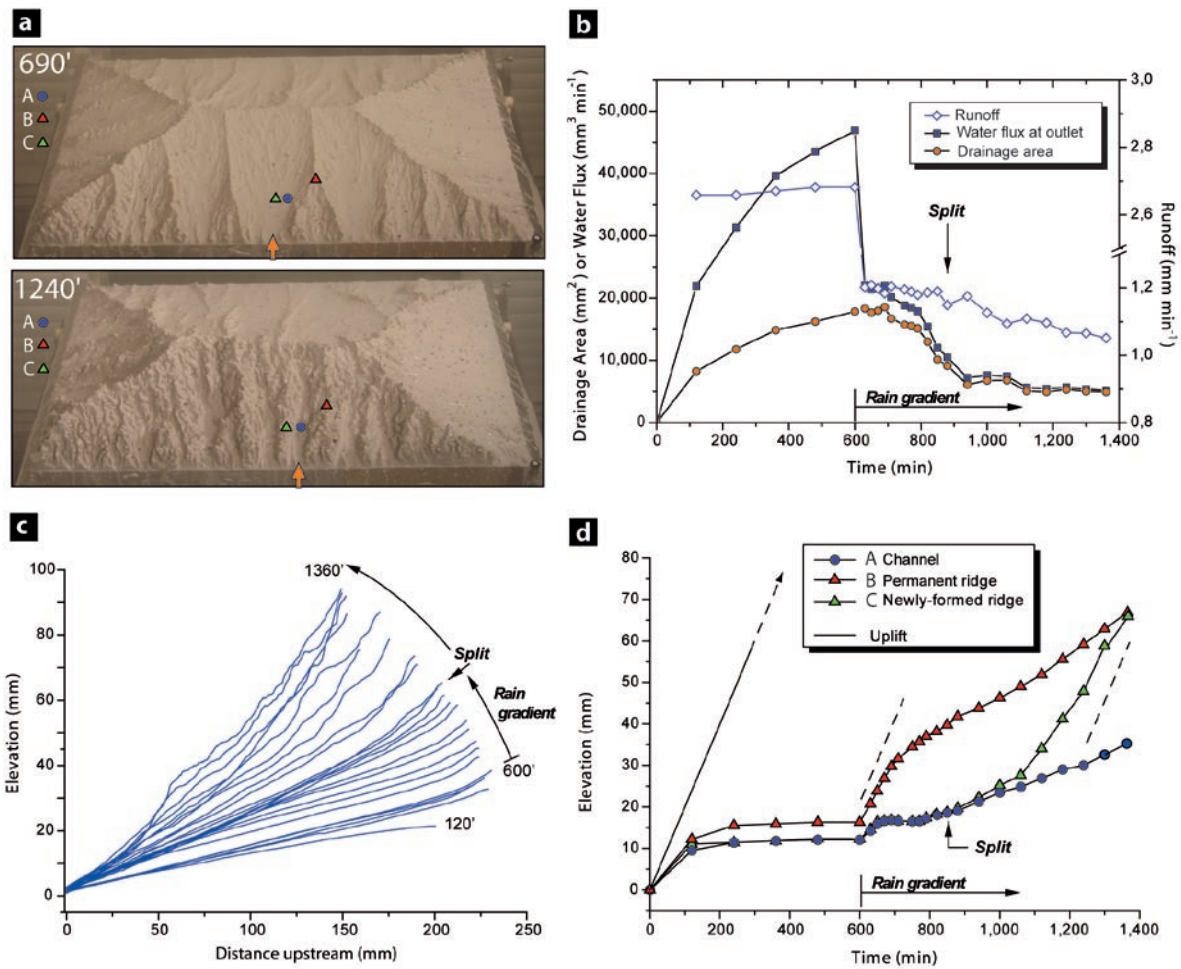 a
690'
A
B
C
1240'
A
B
C
b
Drainage Area (mm²) or Water Flux (mm³ min⁻¹)
50,000
40,000
30,000
20,000
10,000
0
3,0
2,8
2,6
1,2
1,0
0,8
Runoff (mm min⁻¹)
Runoff
Water flux at outlet
Drainage area
Split
Rain gradient
0 200 400 600 800 1,000 1,200 1,400
Time (min)
c
Elevation (mm)
100
80
60
40
20
0
1360'
Split
Rain
gradient
600'
120'
0 50 100 150 200 250
Distance upstream (mm)
d
Elevation (mm)
80
70
60
50
40
30
20
10
0
A Channel
B Permanent ridge
C Newly-formed ridge
Uplift
Split
Rain gradient
0 200 400 600 800 1,000 1,200 1,400
Time (min)